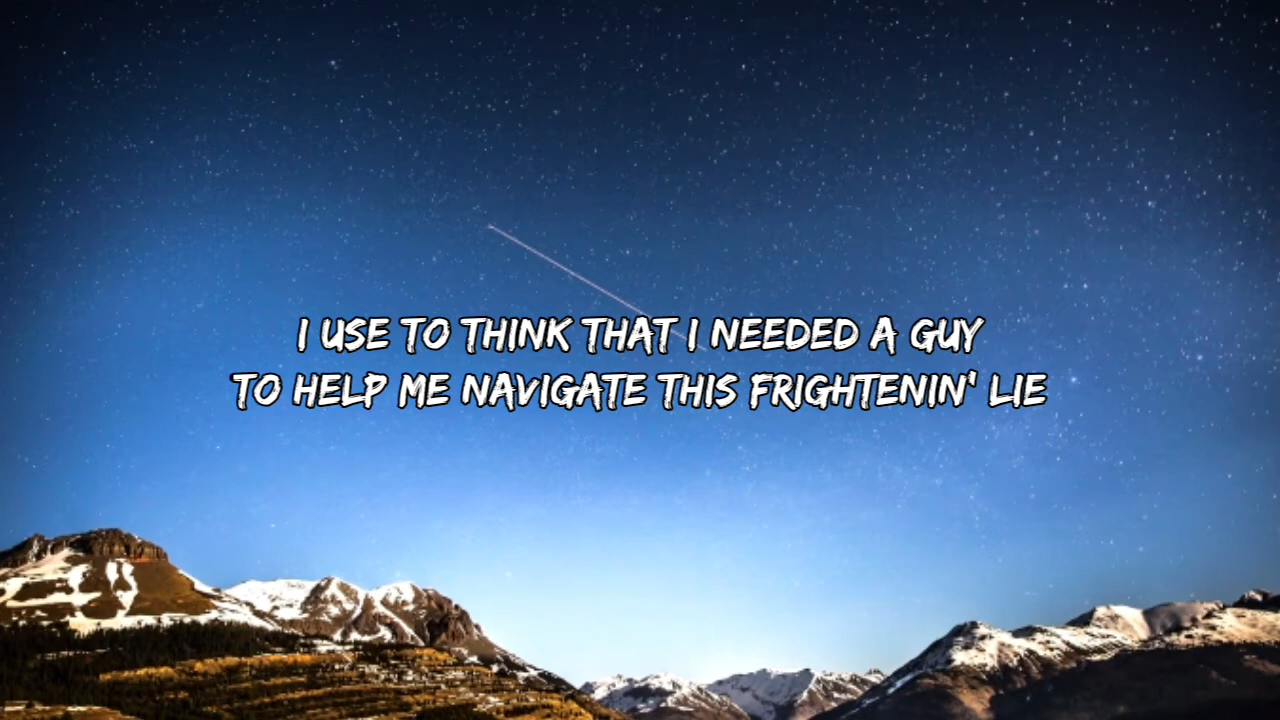 I USE TO THINK THAT I NEEDED A GUY
TO HELP ME NAVIGATE THIS FRIGHTENIN' LIE